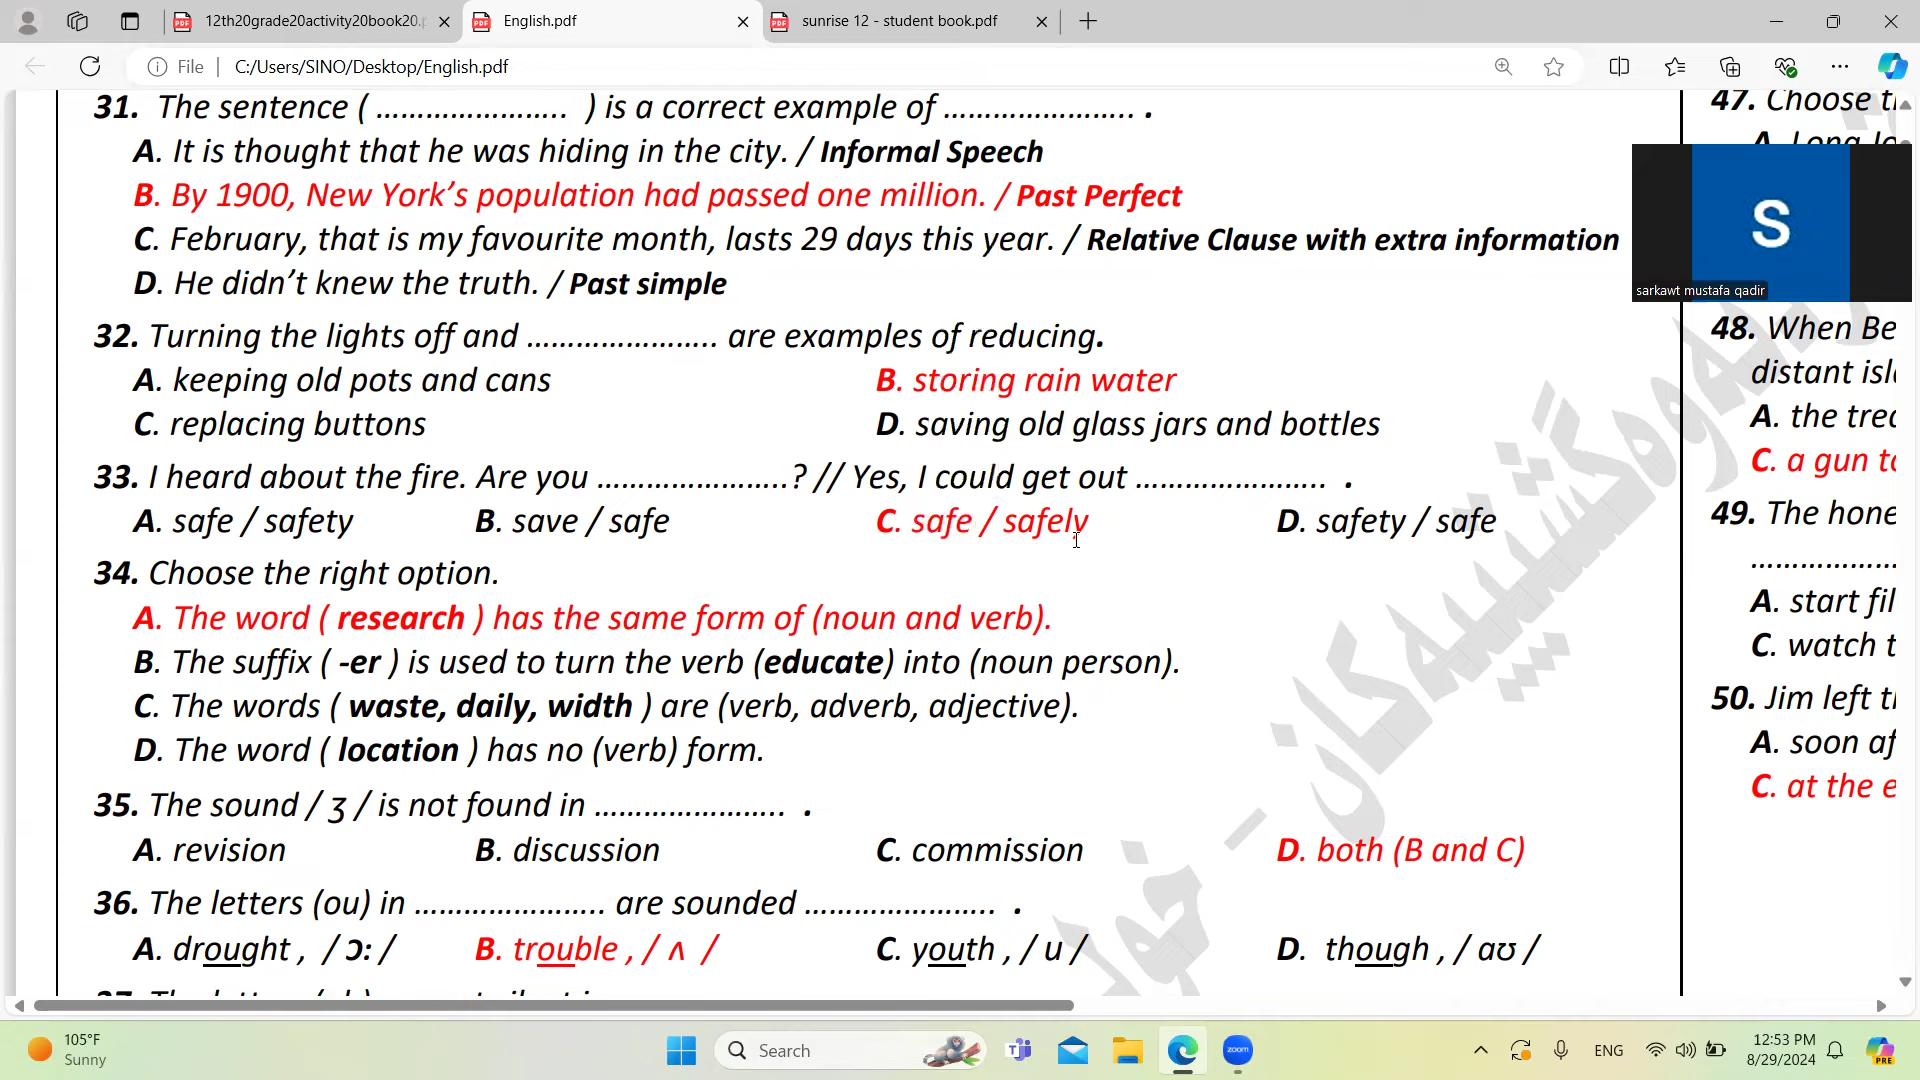 12th20grade20activity20book20.p
English.pdf
sunrise 12 - student book.pdf
File
C:/Users/SINO/Desktop/English.pdf
31. The sentence ( ………………….. ) is a correct example of ………………….. .
A. It is thought that he was hiding in the city. / Informal Speech
B. By 1900, New York's population had passed one million. / Past Perfect
C. February, that is my favourite month, lasts 29 days this year. / Relative Clause with extra information
D. He didn't knew the truth. / Past simple
32. Turning the lights off and ………………….. are examples of reducing.
A. keeping old pots and cans
B. storing rain water
C. replacing buttons
D. saving old glass jars and bottles
33. I heard about the fire. Are you …………………..? // Yes, I could get out ………………….. .
A. safe / safety
B. save / safe
C. safe / safely
D. safety / safe
34. Choose the right option.
A. The word ( research ) has the same form of (noun and verb).
B. The suffix ( -er ) is used to turn the verb (educate) into (noun person).
C. The words ( waste, daily, width ) are (verb, adverb, adjective).
D. The word ( location ) has no (verb) form.
35. The sound / ʒ / is not found in ………………….. .
A. revision
B. discussion
C. commission
D. both (B and C)
36. The letters (ou) in ………………….. are sounded ………………….. .
A. drought , / ɔ: /
B. trouble , / ʌ /
C. youth , / u /
D. though , / aʊ /
47. Choose t
S
sarkawt mustafa qadir
48. When Be
distant isl
A. the tre
C. a gun t
49. The hone
………………
A. start fil
C. watch t
50. Jim left t
A. soon af
C. at the e
105°F
Sunny
Search
zoom
ENG
12:53 PM
8/29/2024
PRE